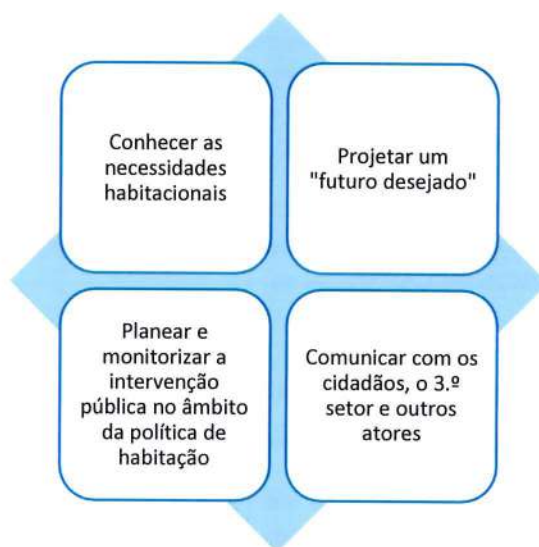 Conhecer as
necessidades
habitacionais
Projetar um
"futuro desejado"
Planear e
monitorizar a
intervenção
pública no âmbito
da política de
habitação
Comunicar com os
cidadãos, o 3.º
setor e outros
atores